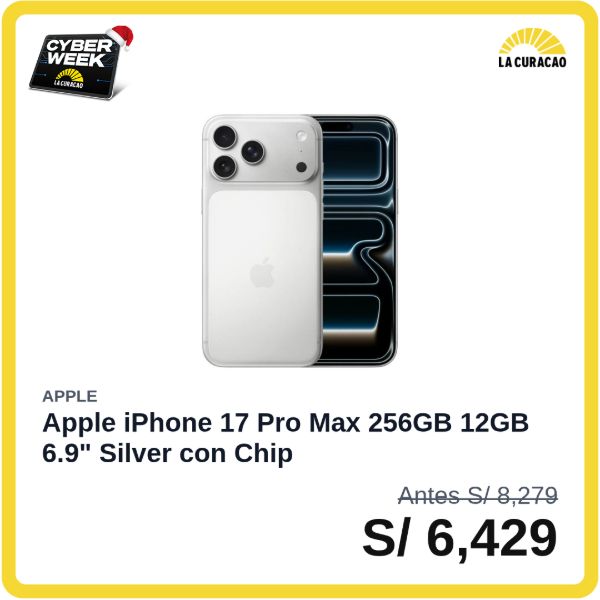 CYBER
WEEK
LA CURACAO
LA CURACAO
APPLE
Apple iPhone 17 Pro Max 256GB 12GB
6.9" Silver con Chip
Antes S/ 8,279
S/ 6,429